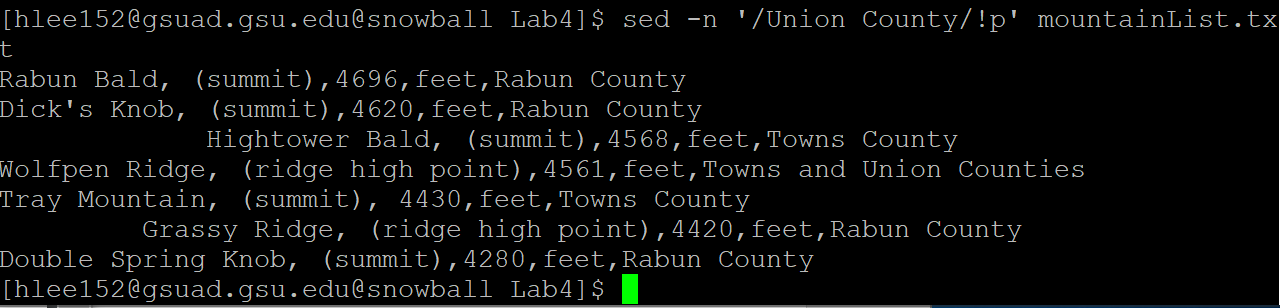 [hlee152@gsuad.gsu.edu@snowball Lab4]$ sed -n '/Union County/!p' mountainList.tx
t
Rabun Bald, (summit),4696,feet,Rabun County
Dick's Knob, (summit),4620,feet,Rabun County
             Hightower Bald, (summit),4568,feet,Towns County
Wolfpen Ridge, (ridge high point),4561,feet,Towns and Union Counties
Tray Mountain, (summit), 4430,feet,Towns County
         Grassy Ridge, (ridge high point),4420,feet,Rabun County
Double Spring Knob, (summit),4280,feet,Rabun County
[hlee152@gsuad.gsu.edu@snowball Lab4]$